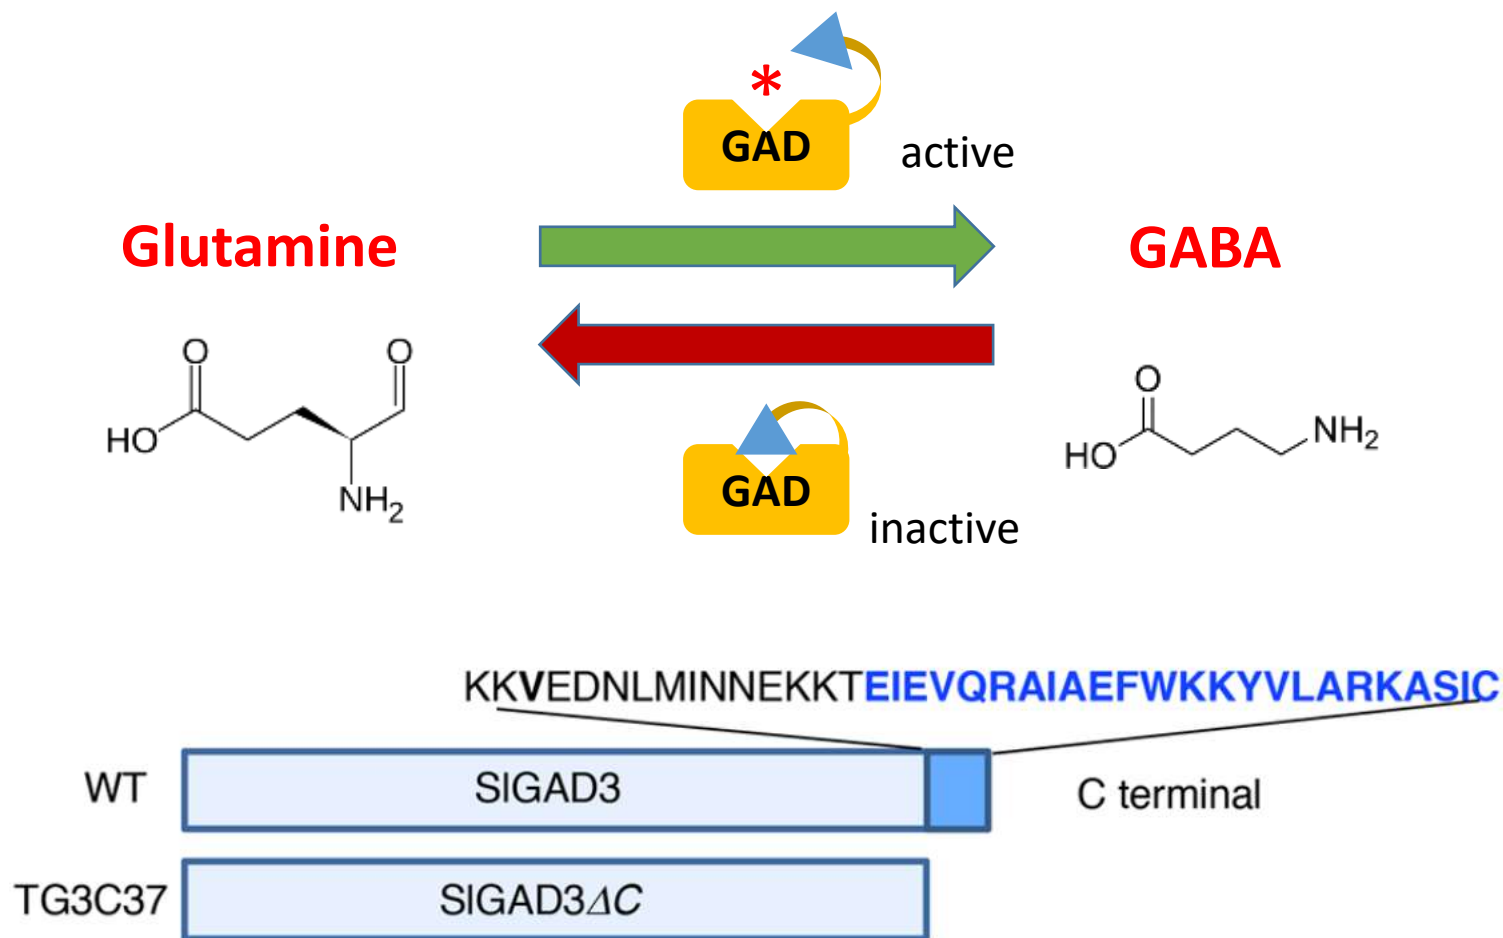 *
GAD
active
Glutamine
GABA
O
O
HO
NH2
O
HO
NH2
GAD
inactive
KKVEDNLMINNEKKTEIEVQRAIAEFWKKYVLARKASIC
WT
SlGAD3
C terminal
TG3C37
SlGAD3ΔC